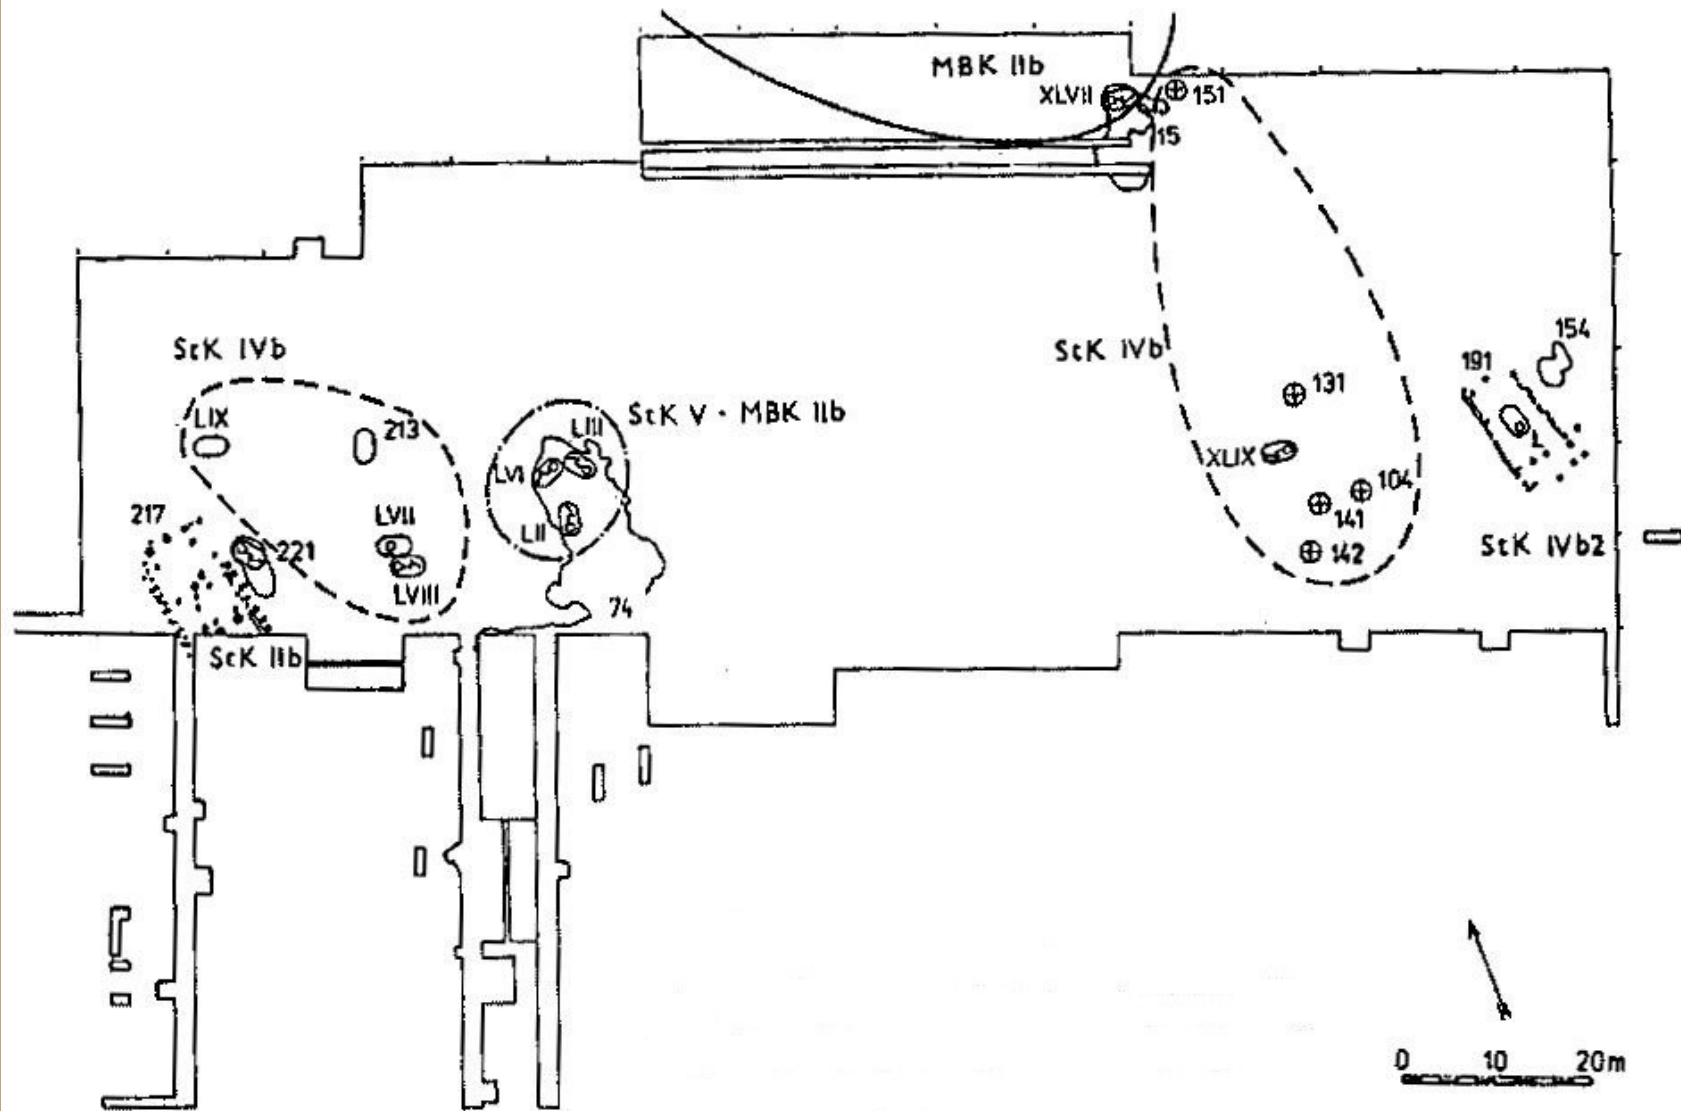 MBK IIb
XLVII
151
15
StK IVb
StK IVb
154
191
131
LIX
213
StK V · MBK IIb
LIII
LVI
XLIX
104
217
LVII
LII
141
221
142
StK IVb2
LVIII
74
StK IIb
0 10 20m